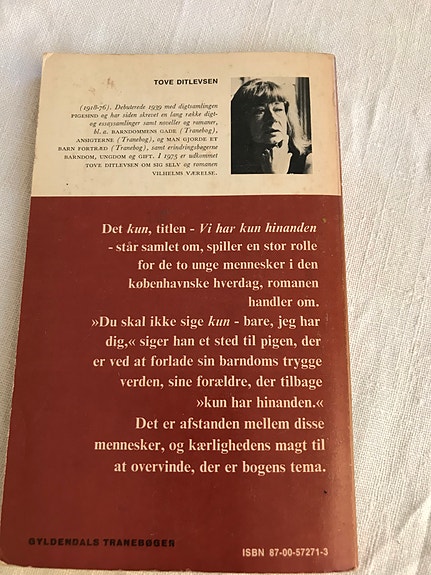 TOVE DITLEVSEN
(1918-76). Debuterede 1939 med digtsamlingen
PIGESIND og har siden skrevet en lang række digt-
og essaysamlinger samt noveller og romaner,
bl. a. BARNDOMMENS GADE (Tranebog),
ANSIGTERNE (Tranebog), og MAN GJORDE ET
BARN FORTRÆD (Tranebog), samt erindringsbøgerne
BARNDOM, UNGDOM og GIFT. I 1975 er udkommet
TOVE DITLEVSEN OM SIG SELV og romanen
VILHELMS VÆRELSE.
Det kun, titlen - Vi har kun hinanden
- står samlet om, spiller en stor rolle
for de to unge mennesker i den
københavnske hverdag, romanen
handler om.
»Du skal ikke sige kun - bare, jeg har
dig,« siger han et sted til pigen, der
er ved at forlade sin barndoms trygge
verden, sine forældre, der tilbage
»kun har hinanden.«
Det er afstanden mellem disse
mennesker, og kærlighedens magt til
at overvinde, der er bogens tema.
GYLDENDALS TRANEBØGER
ISBN 87-00-57271-3